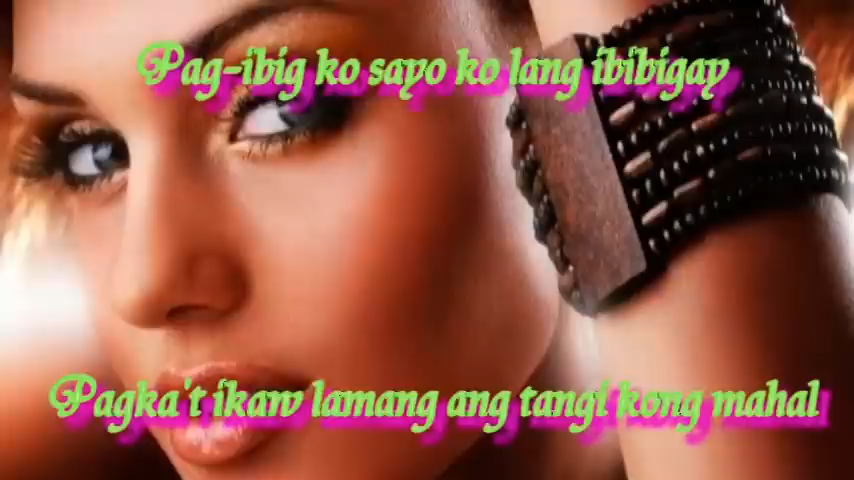 Pag-ibig ko sayo ko lang ibibigay
Pagka't ikaw lamang ang tangi kong mahal